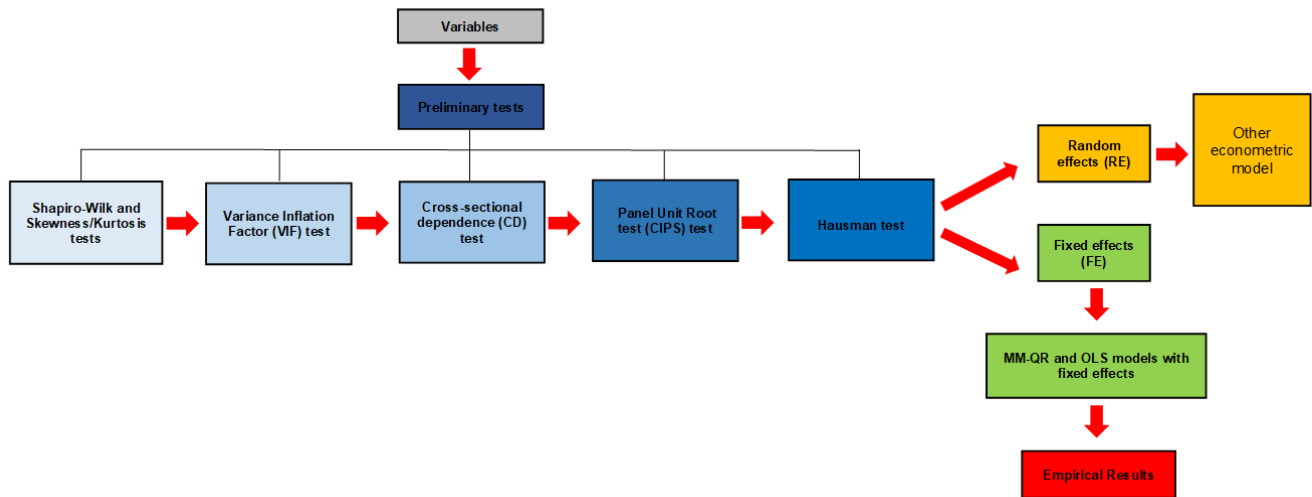 Variables
Preliminary tests
Shapiro-Wilk and
Skewness/Kurtosis
tests
Variance Inflation
Factor (VIF) test
Cross-sectional
dependence (CD)
test
Panel Unit Root
test (CIPS) test
Hausman test
Random
effects (RE)
Other
econometric
model
Fixed effects
(FE)
MM-QR and OLS models with
fixed effects
Empirical Results